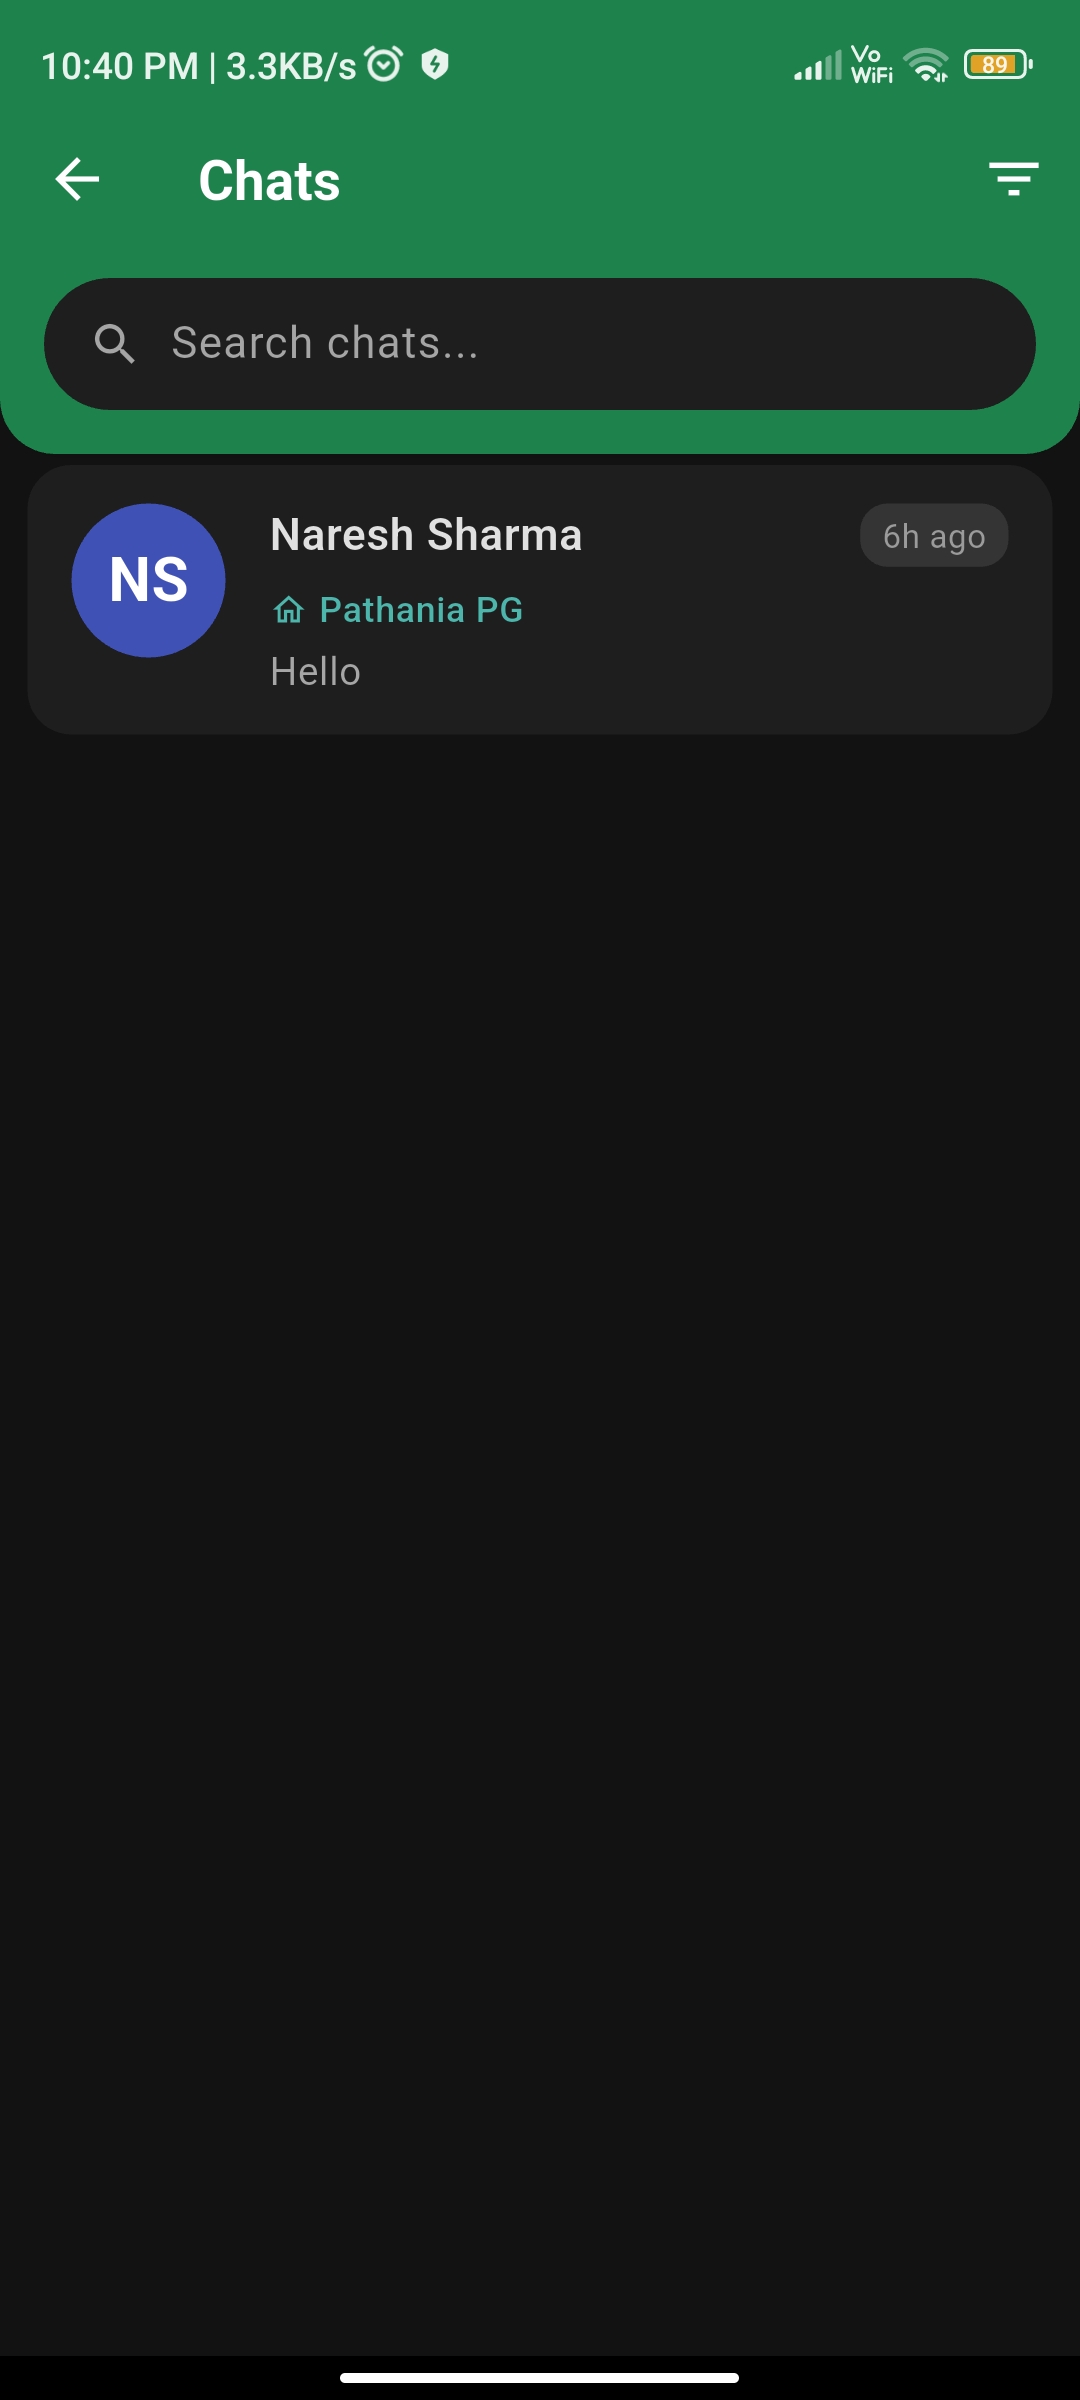 10:40 PM | 3.3KB/s Vo WiFi 89
Chats
Search chats...
NS
Naresh Sharma
6h ago
Pathania PG
Hello